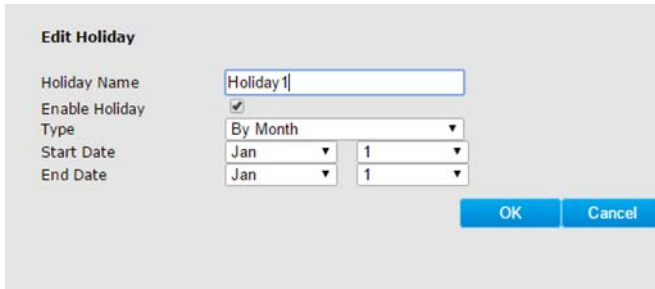 Edit Holiday
Holiday Name Holiday1
Enable Holiday
Type By Month
Start Date Jan 1
End Date Jan 1
OK Cancel